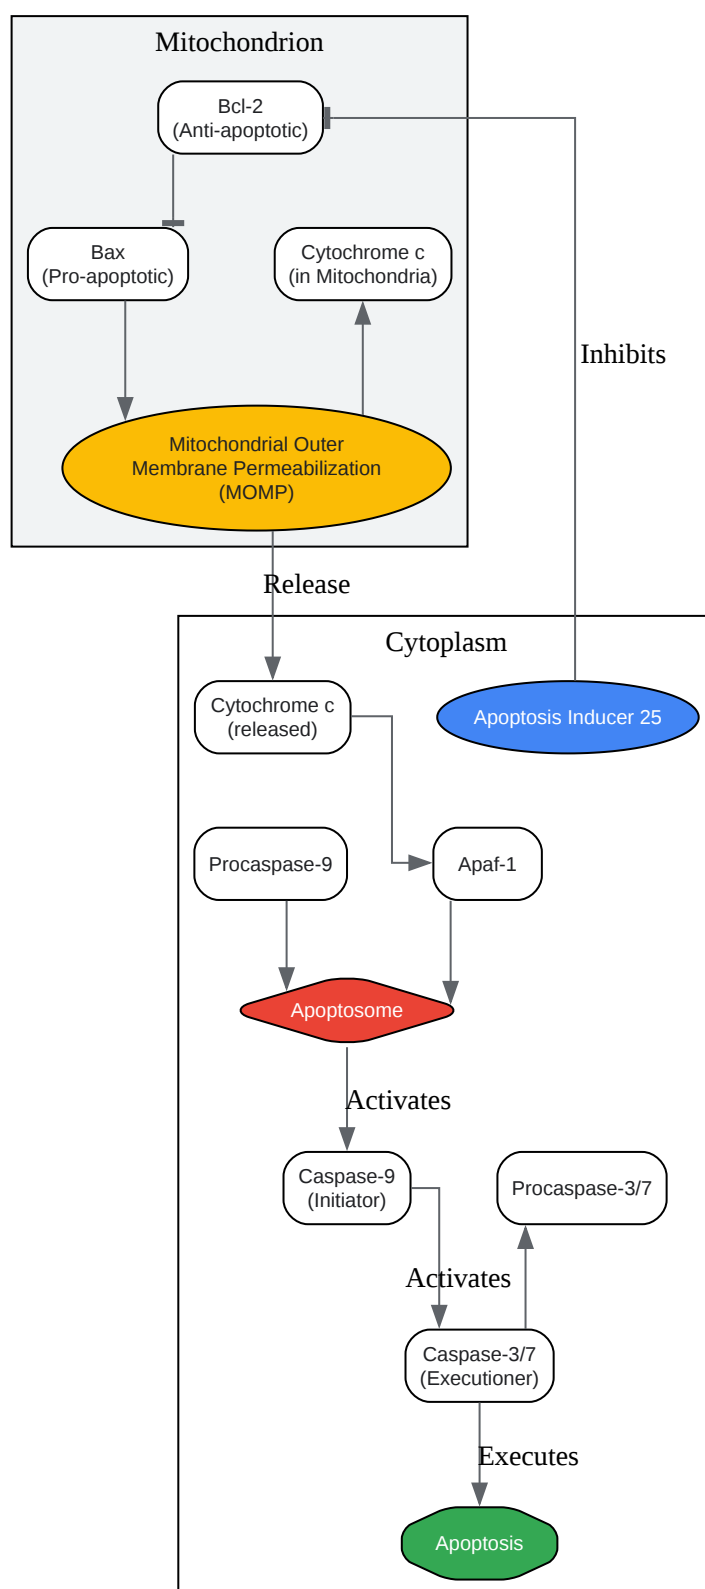 Mitochondrion
Bcl-2
(Anti-apoptotic)
Bax
(Pro-apoptotic)
Cytochrome c
(in Mitochondria)
Inhibits
Mitochondrial Outer
Membrane Permeabilization
(MOMP)
Release
Cytoplasm
Cytochrome c
(released)
Apoptosis Inducer 25
Procaspase-9
Apaf-1
Apoptosome
Activates
Caspase-9
(Initiator)
Procaspase-3/7
Activates
Caspase-3/7
(Executioner)
Executes
Apoptosis